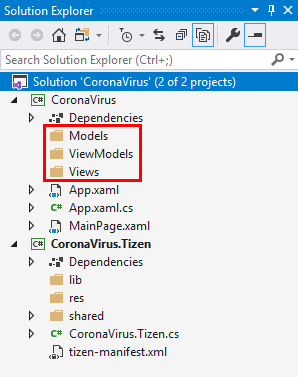 Solution Explorer
Search Solution Explorer (Ctrl+;)
Solution 'CoronaVirus' (2 of 2 projects)
C# CoronaVirus
Dependencies
Models
ViewModels
Views
App.xaml
C# App.xaml.cs
MainPage.xaml
C# CoronaVirus.Tizen
Dependencies
lib
res
shared
C# CoronaVirus.Tizen.cs
tizen-manifest.xml